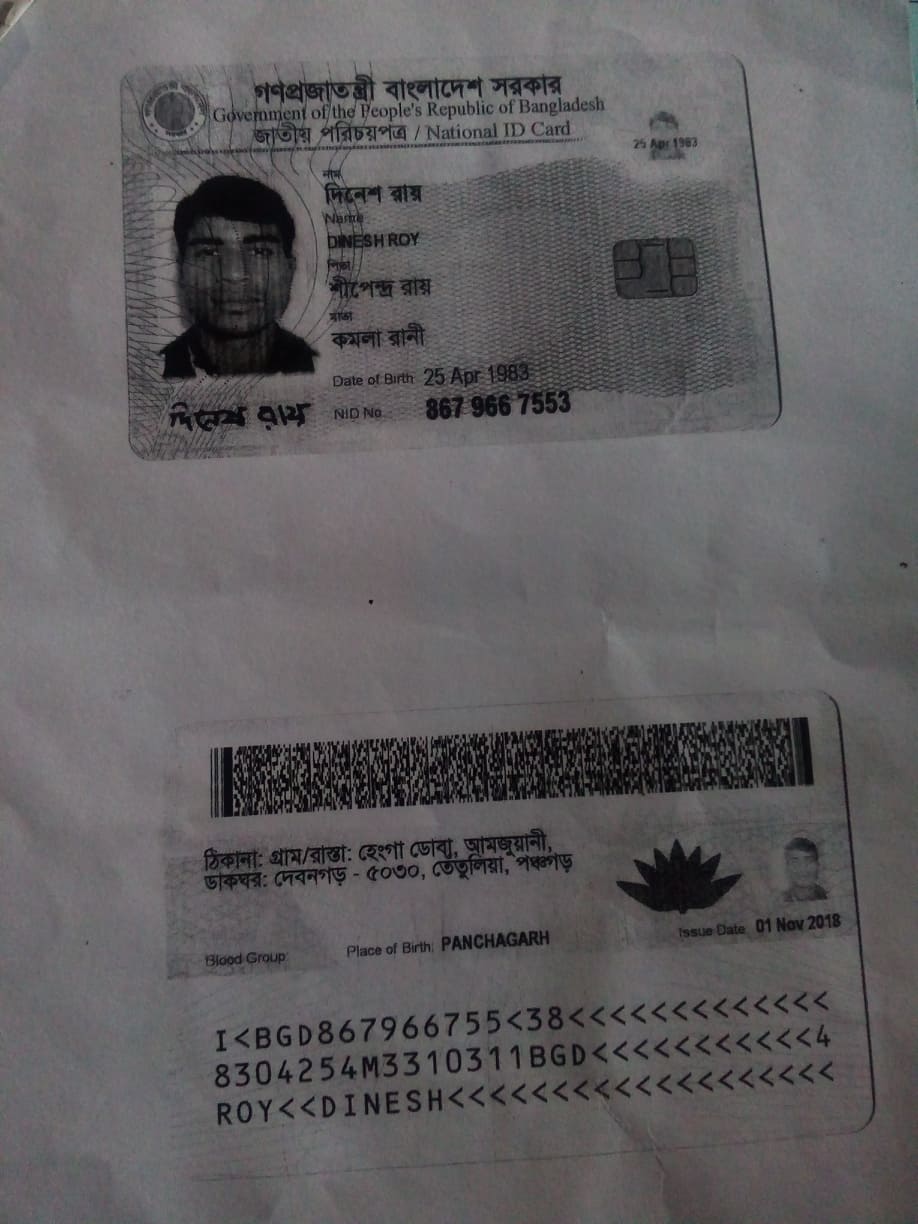 গণপ্রজাতন্ত্রী বাংলাদেশ সরকার
Government of the People's Republic of Bangladesh
জাতীয় পরিচয়পত্র / National ID Card
25 Apr 1983
নাম
দিনেশ রায়
Name
DINESH ROY
পিতা
শীপেন্দ্র রায়
মাতা
কমলা রানী
Date of Birth 25 Apr 1983
দিনেশ রায়
NID No 867 966 7553
ঠিকানা: গ্রাম/রাস্তা: হেংগা ডোবা, আমজুয়ানী,
ডাকঘর: দেবনগড় - ৫০৩০, তেতুলিয়া, পঞ্চগড়
Issue Date 01 Nov 2018
Blood Group: Place of Birth: PANCHAGARH
I<BGD867966755<38<<<<<<<<<<<<<
8304254M3310311BGD<<<<<<<<<<<4
ROY<<DINESH<<<<<<<<<<<<<<<<<<<